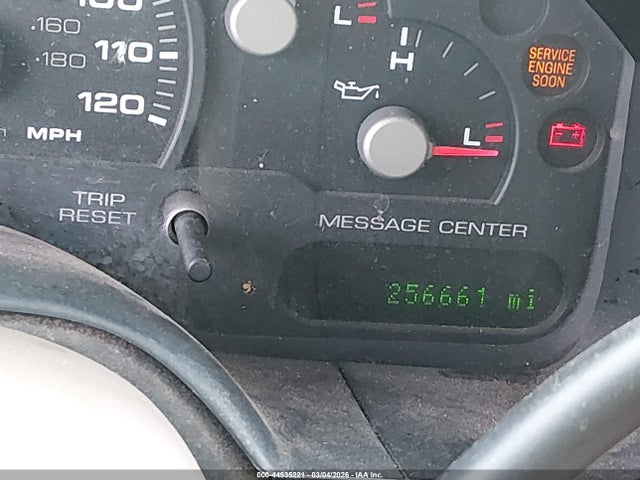 100
160
110
180
120
MPH
L
H
SERVICE
ENGINE
SOON
L
TRIP
RESET
MESSAGE CENTER
256661 mi
000-44535221 - 03/04/2026 - IAA Inc.